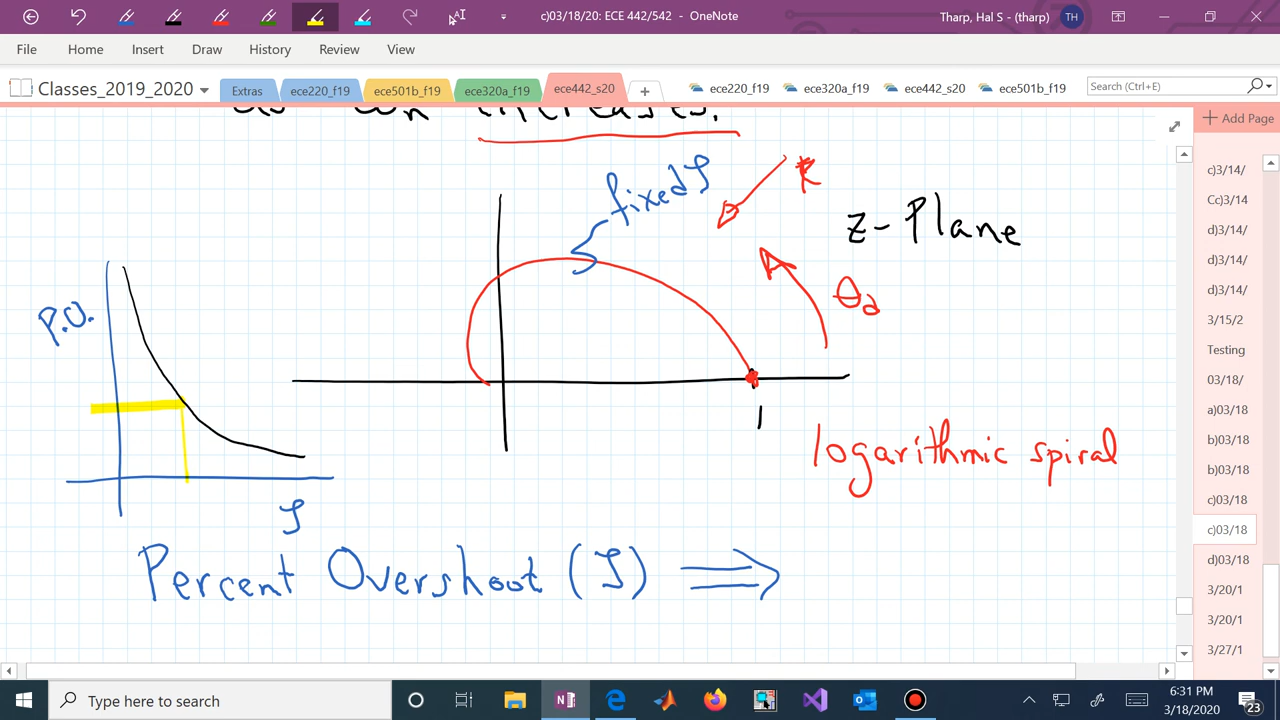 c)03/18/20: ECE 442/542 - OneNote
Tharp, Hal S - (tharp)
TH
File Home Insert Draw History Review View
Classes_2019_2020
Extras
ece220_f19
ece501b_f19
ece320a_f19
ece442_s20
ece220_f19
ece320a_f19
ece442_s20
ece501b_f19
Search (Ctrl+E)
Add Page
increases.
fixed ζ
R
z-Plane
θd
P.O.
1
logarithmic spiral
ζ
Percent Overshoot (ζ) ⟹
c)3/14/
Cc)3/14
d)3/14/
d)3/14/
d)3/14/
3/15/2
Testing
03/18/
a)03/18
b)03/18
b)03/18
c)03/18
c)03/18
d)03/18
3/20/1
3/20/1
3/27/1
Type here to search
6:31 PM
3/18/2020
23